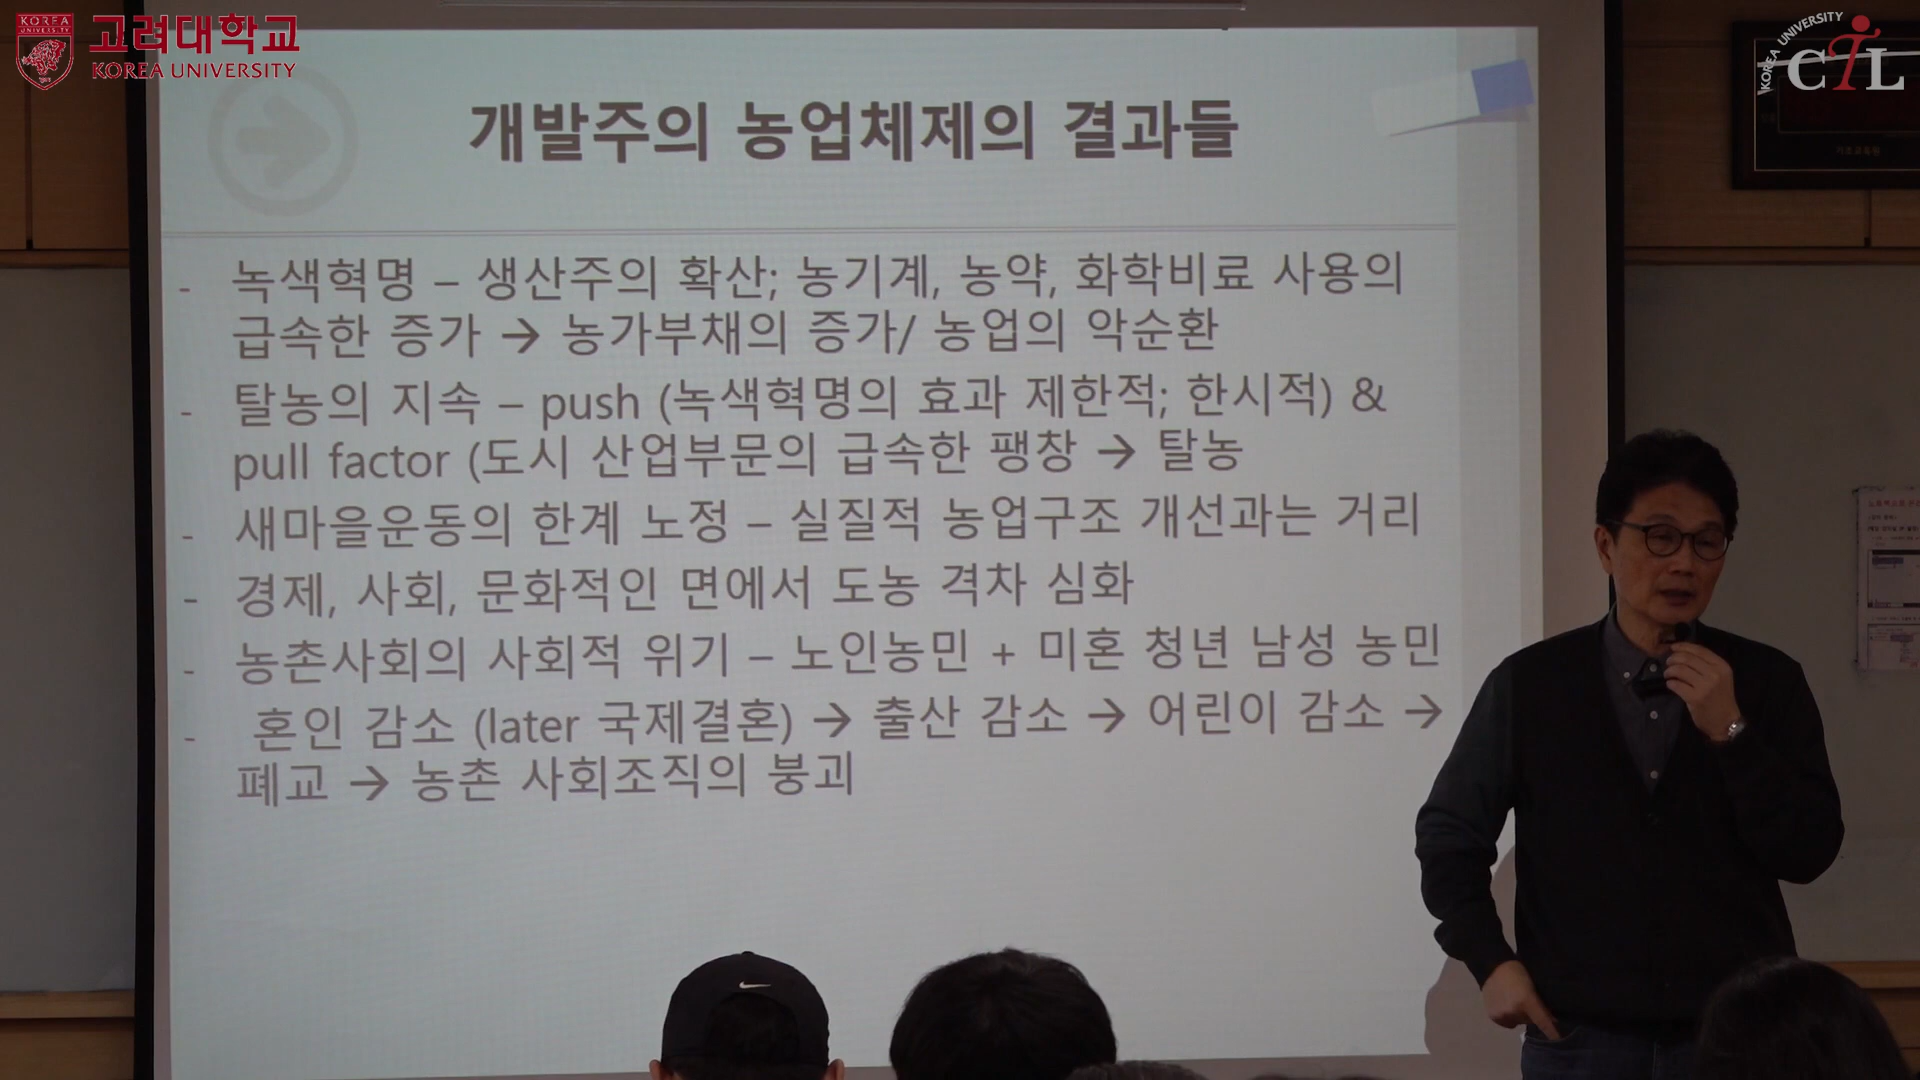 KOREA
UNIVERSITY
고려대학교
KOREA UNIVERSITY
KOREA UNIVERSITY
CTL
개발주의 농업체제의 결과들
- 녹색혁명 – 생산주의 확산; 농기계, 농약, 화학비료 사용의
급속한 증가 → 농가부채의 증가/ 농업의 악순환
- 탈농의 지속 – push (녹색혁명의 효과 제한적; 한시적) &
pull factor (도시 산업부문의 급속한 팽창 → 탈농
- 새마을운동의 한계 노정 – 실질적 농업구조 개선과는 거리
- 경제, 사회, 문화적인 면에서 도농 격차 심화
- 농촌사회의 사회적 위기 – 노인농민 + 미혼 청년 남성 농민
- 혼인 감소 (later 국제결혼) → 출산 감소 → 어린이 감소 →
폐교 → 농촌 사회조직의 붕괴